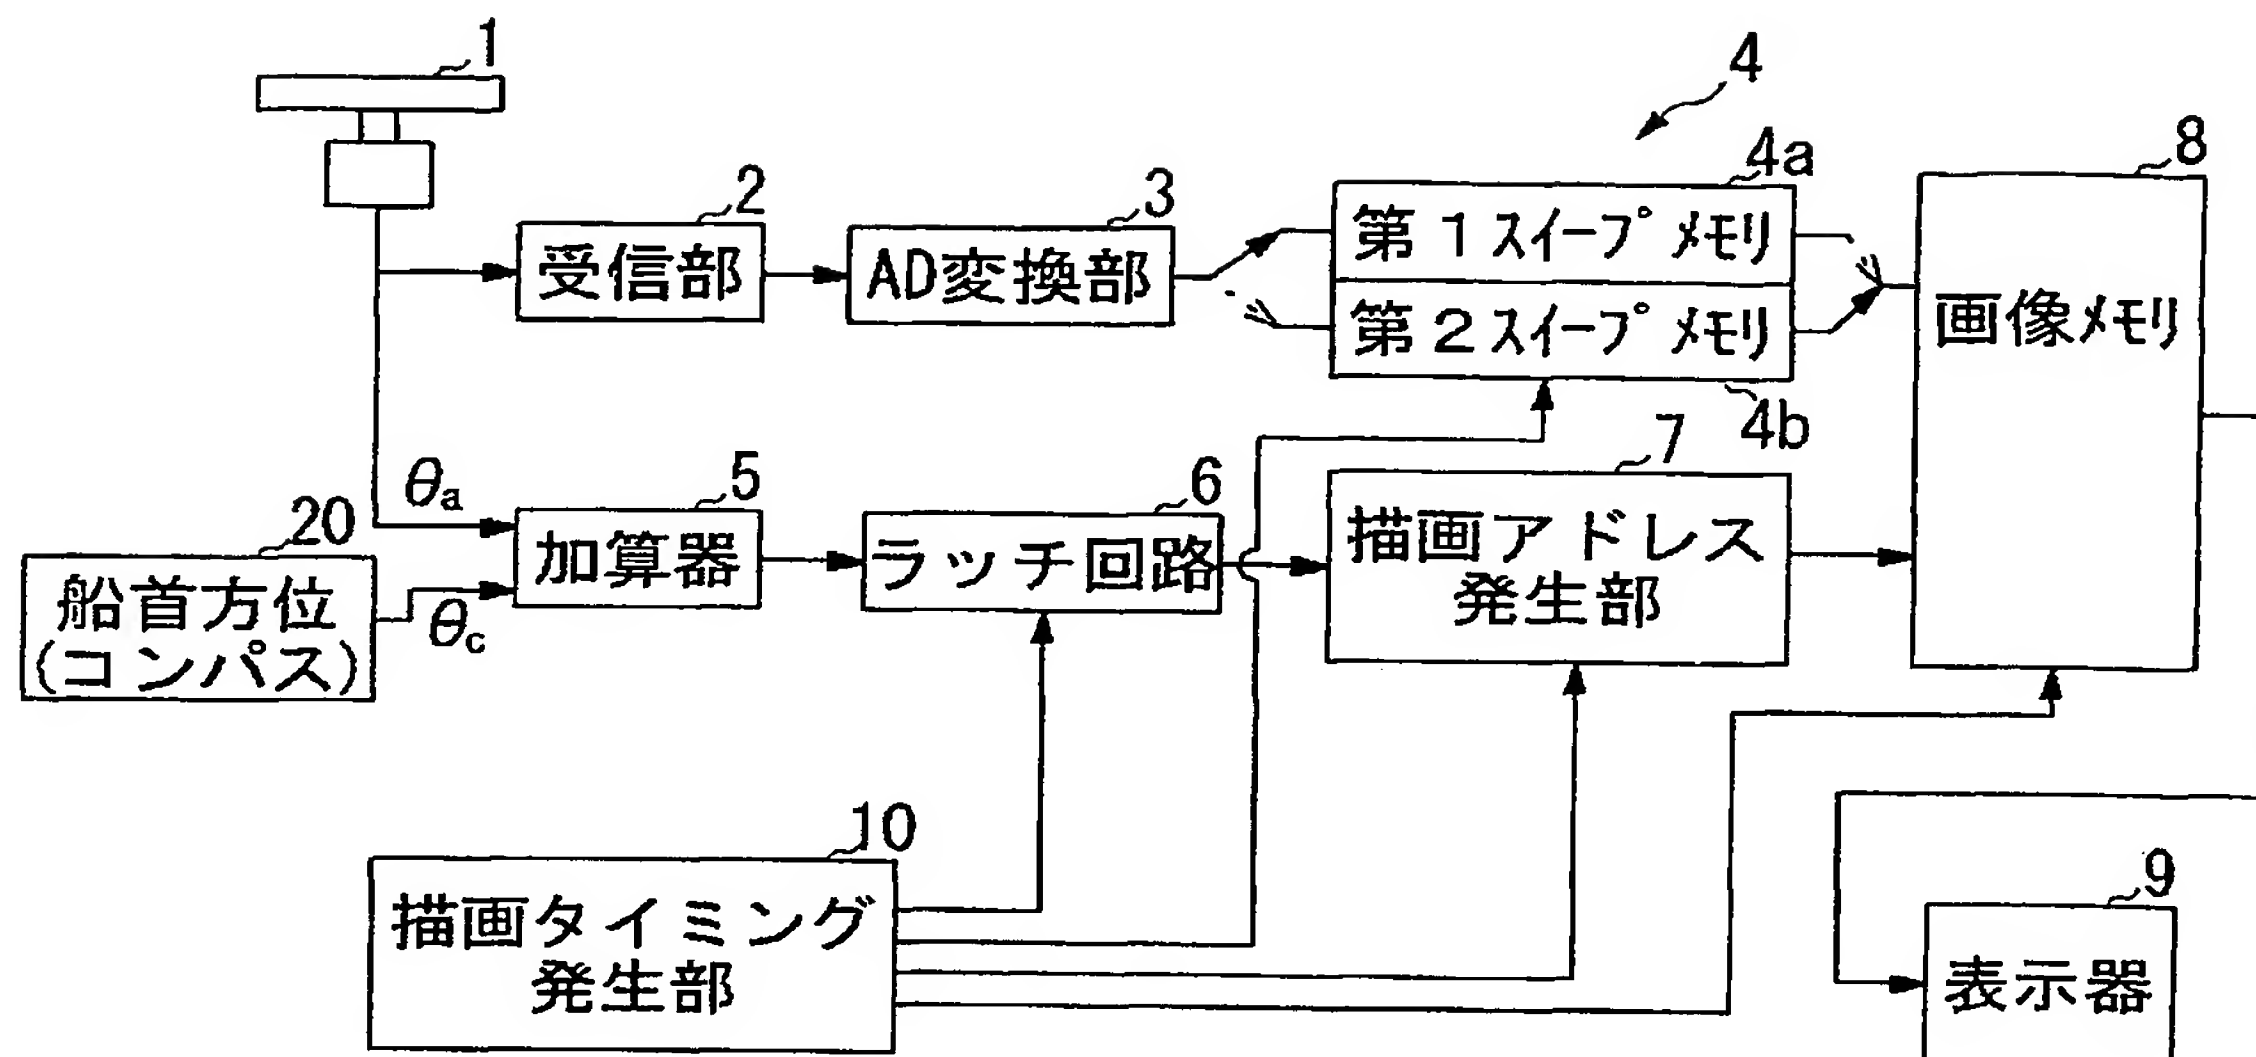 1
4
4a
8
2
3
第1スイープメモリ
受信部
AD変換部
画像メモリ
第2スイープメモリ
4b
7
θa
5
6
20
描画アドレス
発生部
加算器
ラッチ回路
船首方位
(コンパス)
θc
10
描画タイミング
発生部
9
表示器